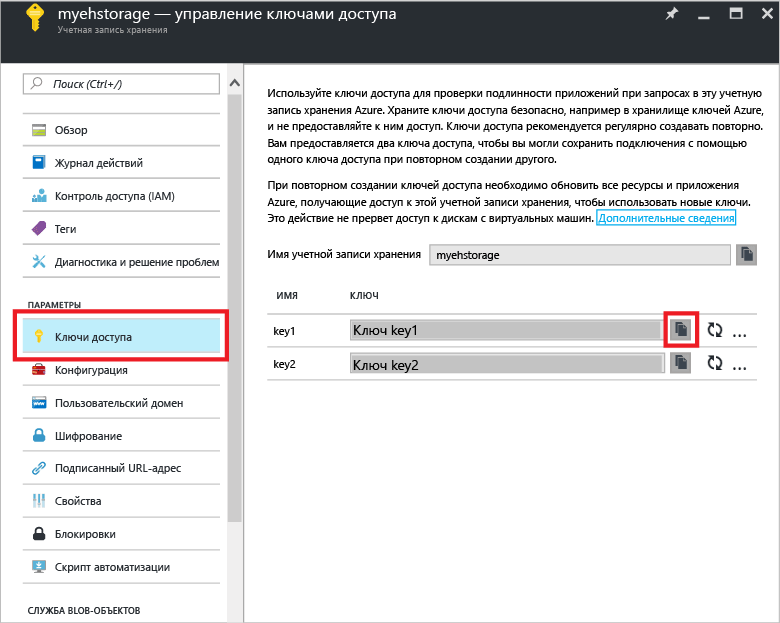 myehstorage — управление ключами доступа
Учетная запись хранения
Поиск (Ctrl+/)
Обзор
Журнал действий
Контроль доступа (IAM)
Теги
Диагностика и решение проблем
ПАРАМЕТРЫ
Ключи доступа
Конфигурация
Пользовательский домен
Шифрование
Подписанный URL-адрес
Свойства
Блокировки
Скрипт автоматизации
СЛУЖБА BLOB-ОБЪЕКТОВ
Используйте ключи доступа для проверки подлинности приложений при запросах в эту учетную
запись хранения Azure. Храните ключи доступа безопасно, например в хранилище ключей Azure,
и не предоставляйте к ним доступ. Ключи доступа рекомендуется регулярно создавать повторно.
Вам предоставляется два ключа доступа, чтобы вы могли сохранить подключения с помощью
одного ключа доступа при повторном создании другого.
При повторном создании ключей доступа необходимо обновить все ресурсы и приложения
Azure, получающие доступ к этой учетной записи хранения, чтобы использовать новые ключи.
Это действие не прервет доступ к дискам с виртуальных машин. Дополнительные сведения
Имя учетной записи хранения myehstorage
ИМЯ КЛЮЧ
key1 Ключ key1 ...
key2 Ключ key2 ...